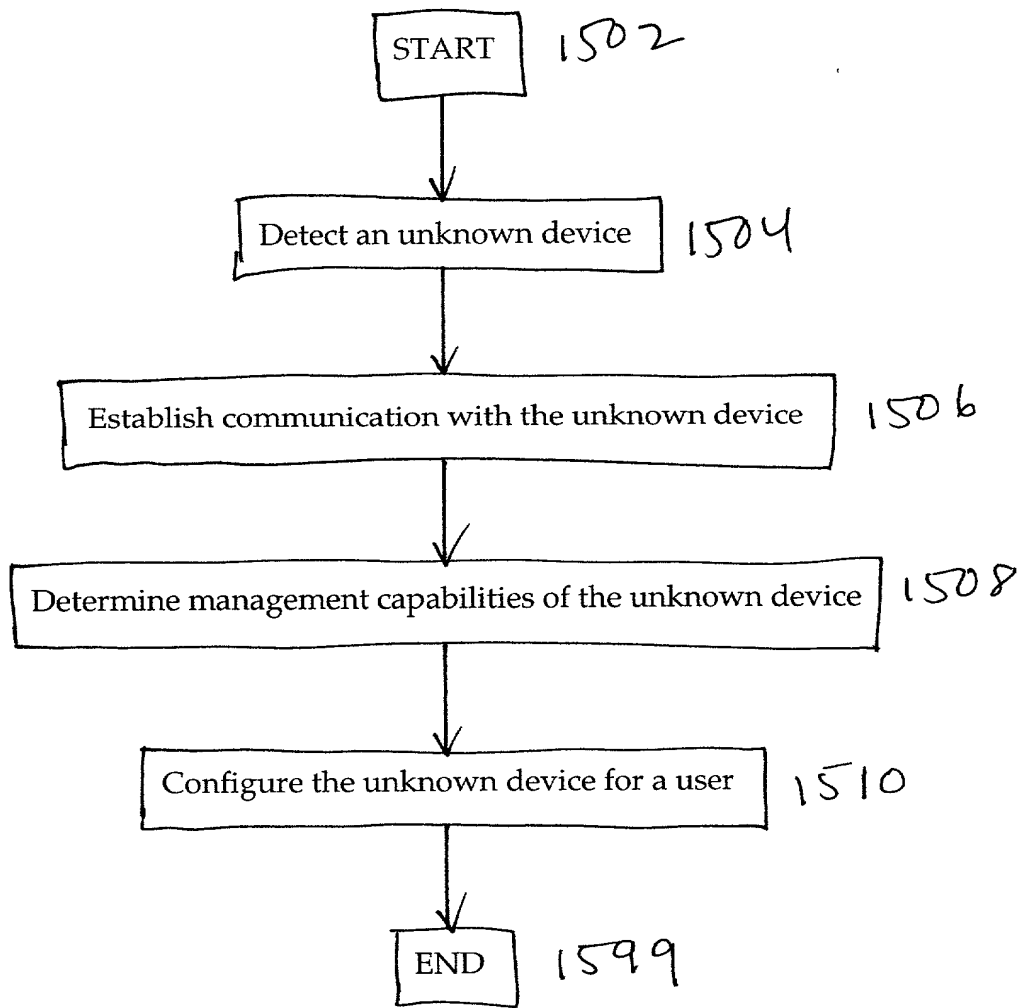 START 1502
Detect an unknown device 1504
Establish communication with the unknown device 1506
Determine management capabilities of the unknown device 1508
Configure the unknown device for a user 1510
END 1599